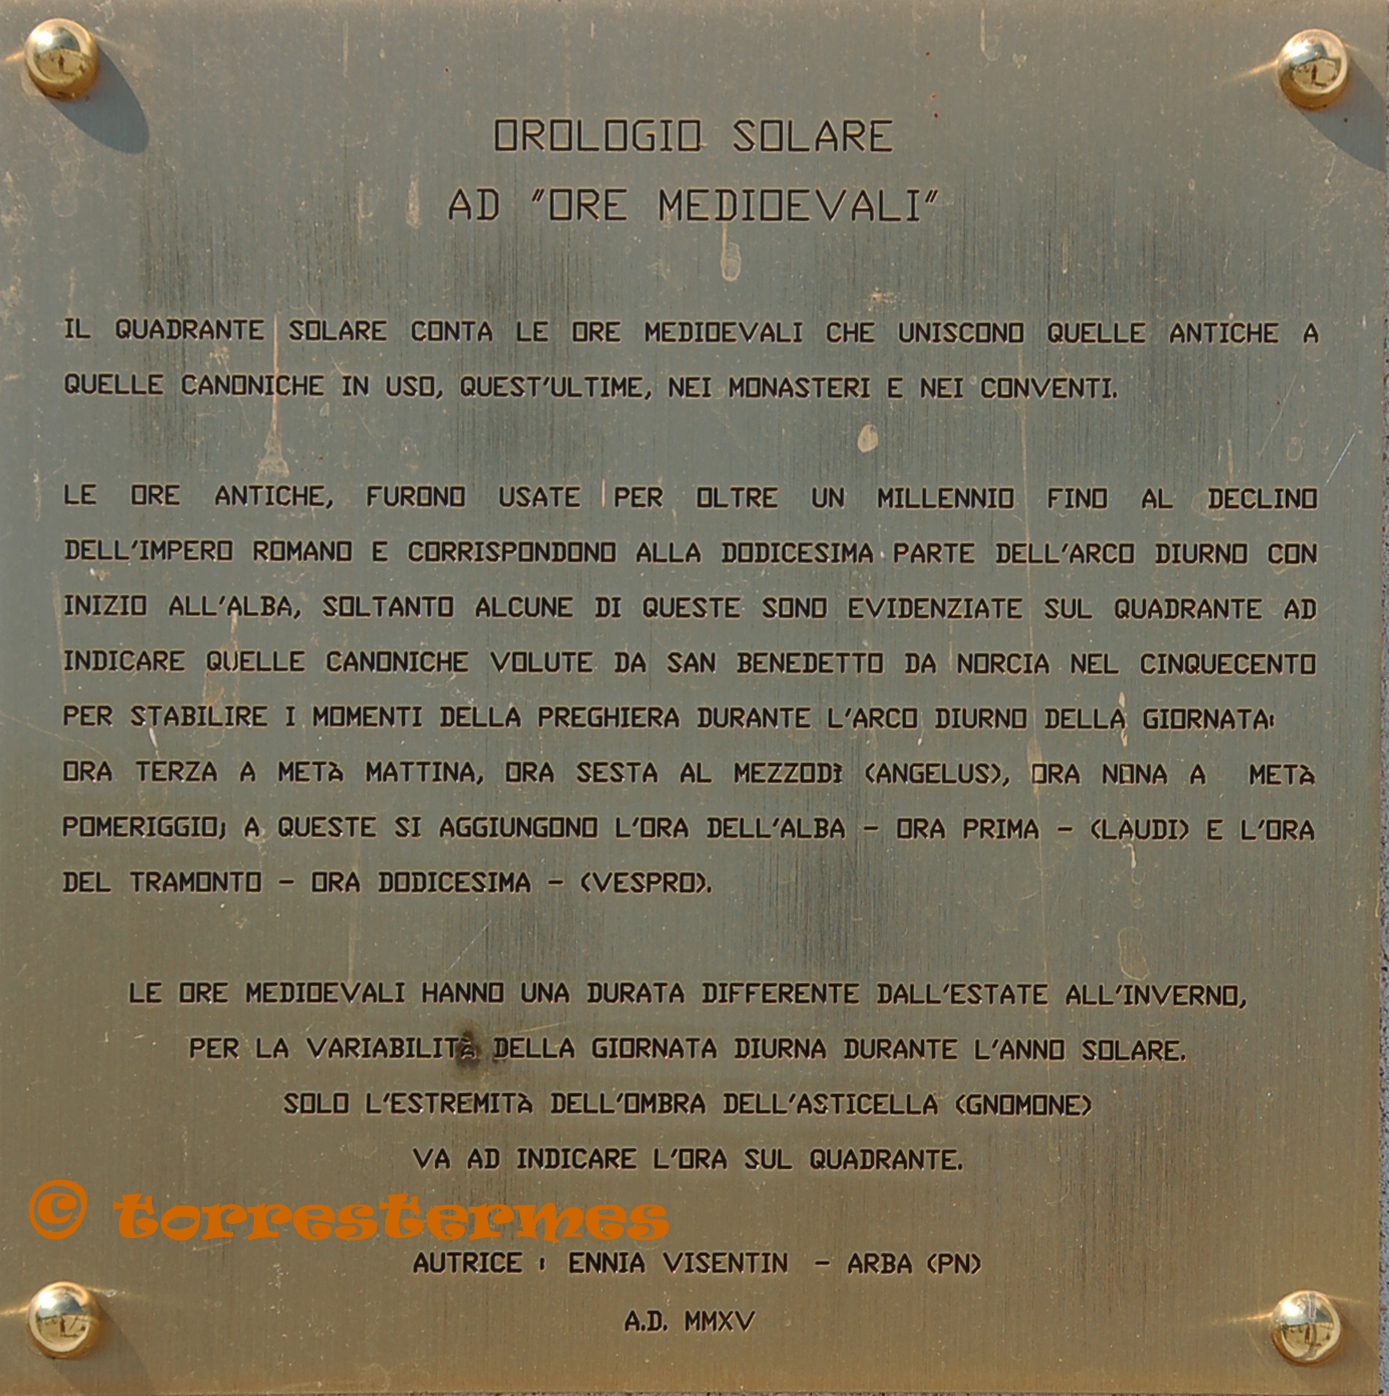 OROLOGIO SOLARE
AD "ORE MEDIOEVALI"
IL QUADRANTE SOLARE CONTA LE ORE MEDIOEVALI CHE UNISCONO QUELLE ANTICHE A
QUELLE CANONICHE IN USO, QUEST'ULTIME, NEI MONASTERI E NEI CONVENTI.
LE ORE ANTICHE, FURONO USATE PER OLTRE UN MILLENNIO FINO AL DECLINO
DELL'IMPERO ROMANO E CORRISPONDONO ALLA DODICESIMA PARTE DELL'ARCO DIURNO CON
INIZIO ALL'ALBA, SOLTANTO ALCUNE DI QUESTE SONO EVIDENZIATE SUL QUADRANTE AD
INDICARE QUELLE CANONICHE VOLUTE DA SAN BENEDETTO DA NORCIA NEL CINQUECENTO
PER STABILIRE I MOMENTI DELLA PREGHIERA DURANTE L'ARCO DIURNO DELLA GIORNATA:
ORA TERZA A METà MATTINA, ORA SESTA AL MEZZODì (ANGELUS), ORA NONA A METà
POMERIGGIO; A QUESTE SI AGGIUNGONO L'ORA DELL'ALBA - ORA PRIMA - (LAUDI) E L'ORA
DEL TRAMONTO - ORA DODICESIMA - (VESPRO).
LE ORE MEDIOEVALI HANNO UNA DURATA DIFFERENTE DALL'ESTATE ALL'INVERNO,
PER LA VARIABILITà DELLA GIORNATA DIURNA DURANTE L'ANNO SOLARE.
SOLO L'ESTREMITà DELL'OMBRA DELL'ASTICELLA (GNOMONE)
VA AD INDICARE L'ORA SUL QUADRANTE.
© torrestermes
AUTRICE : ENNIA VISENTIN - ARBA (PN)
A.D. MMXV